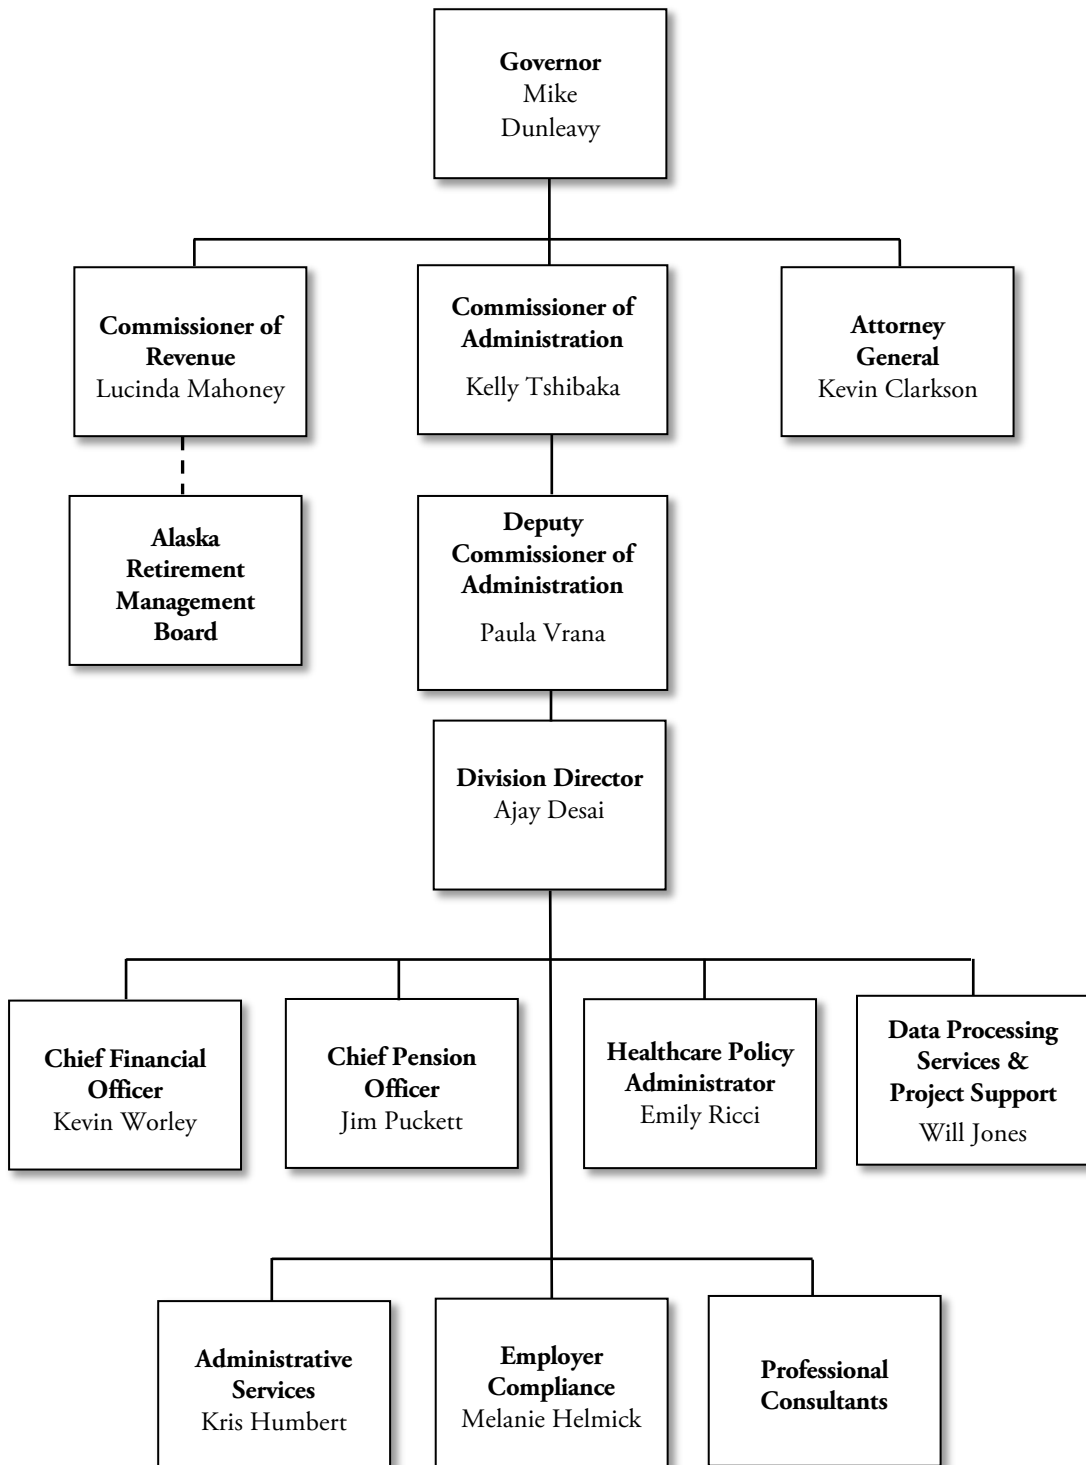 Governor
Mike
Dunleavy
Commissioner of
Revenue
Lucinda Mahoney
Commissioner of
Administration
Kelly Tshibaka
Attorney
General
Kevin Clarkson
Alaska
Retirement
Management
Board
Deputy
Commissioner of
Administration
Paula Vrana
Division Director
Ajay Desai
Chief Financial
Officer
Kevin Worley
Chief Pension
Officer
Jim Puckett
Healthcare Policy
Administrator
Emily Ricci
Data Processing
Services &
Project Support
Will Jones
Administrative
Services
Kris Humbert
Employer
Compliance
Melanie Helmick
Professional
Consultants